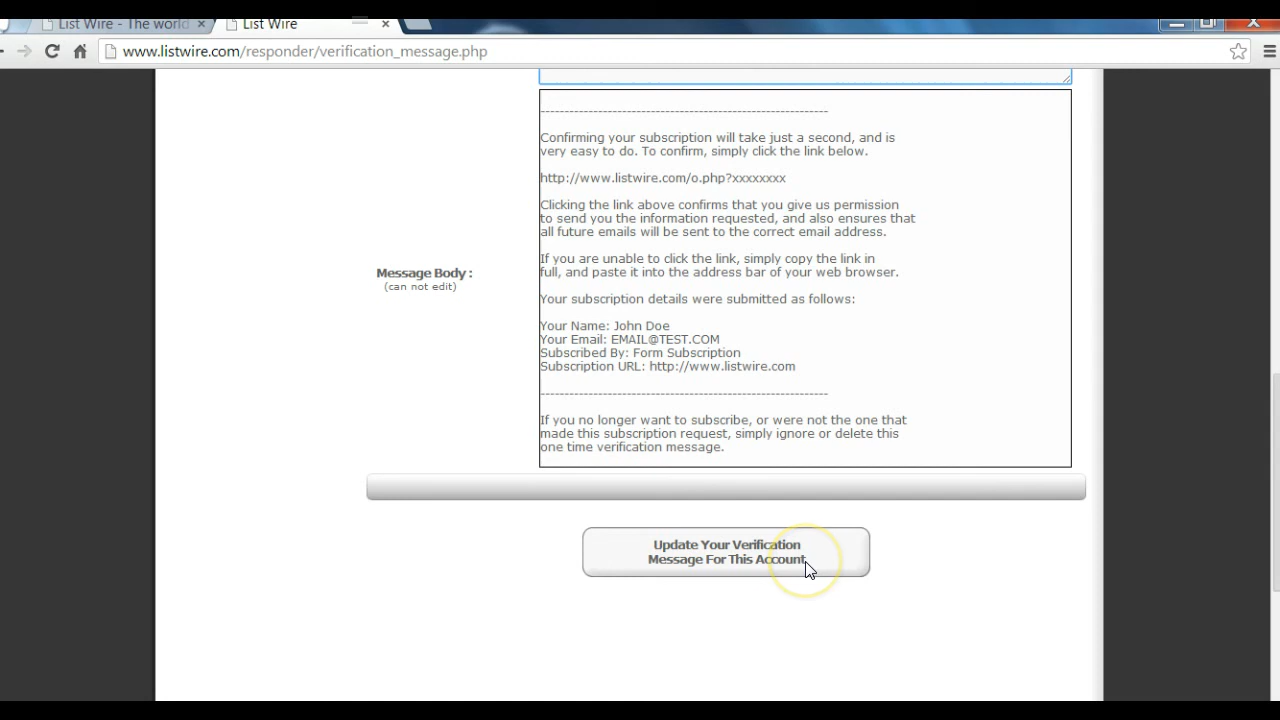 List Wire - The world
List Wire
www.listwire.com/responder/verification_message.php
------------------------------------------------------------
Confirming your subscription will take just a second, and is
very easy to do. To confirm, simply click the link below.
http://www.listwire.com/o.php?xxxxxxxx
Clicking the link above confirms that you give us permission
to send you the information requested, and also ensures that
all future emails will be sent to the correct email address.
If you are unable to click the link, simply copy the link in
full, and paste it into the address bar of your web browser.
Message Body :
(can not edit)
Your subscription details were submitted as follows:
Your Name: John Doe
Your Email: EMAIL@TEST.COM
Subscribed By: Form Subscription
Subscription URL: http://www.listwire.com
------------------------------------------------------------
If you no longer want to subscribe, or were not the one that
made this subscription request, simply ignore or delete this
one time verification message.
Update Your Verification
Message For This Account